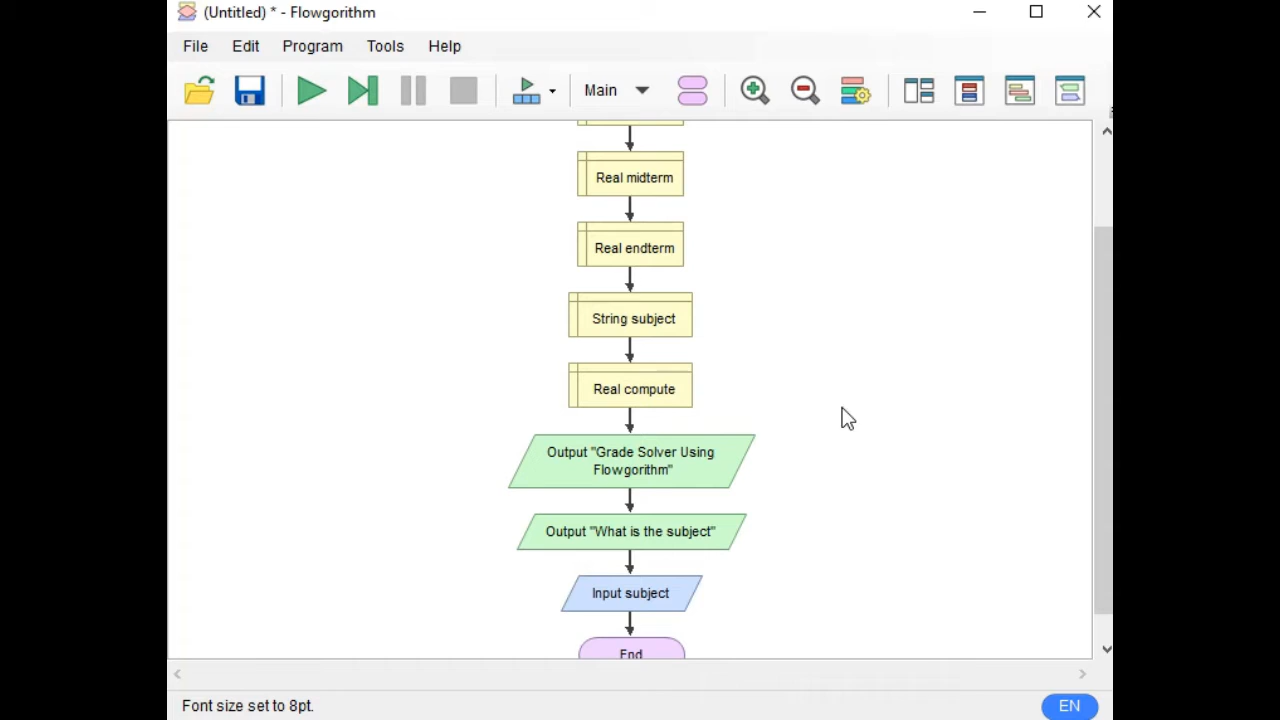 (Untitled) * - Flowgorithm
File Edit Program Tools Help
Main
Real midterm
Real endterm
String subject
Real compute
Output "Grade Solver Using
Flowgorithm"
Output "What is the subject"
Input subject
End
Font size set to 8pt.
EN